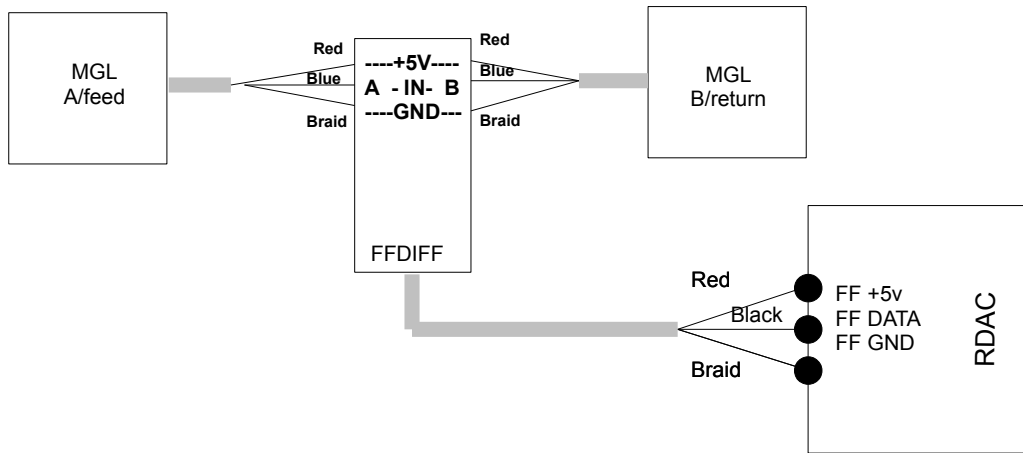 MGL
A/feed
Red
Blue
Braid
----+5V----
A - IN- B
----GND---
Red
Blue
Braid
MGL
B/return
FFDIFF
Red
Black
Braid
FF +5v
FF DATA
FF GND
RDAC